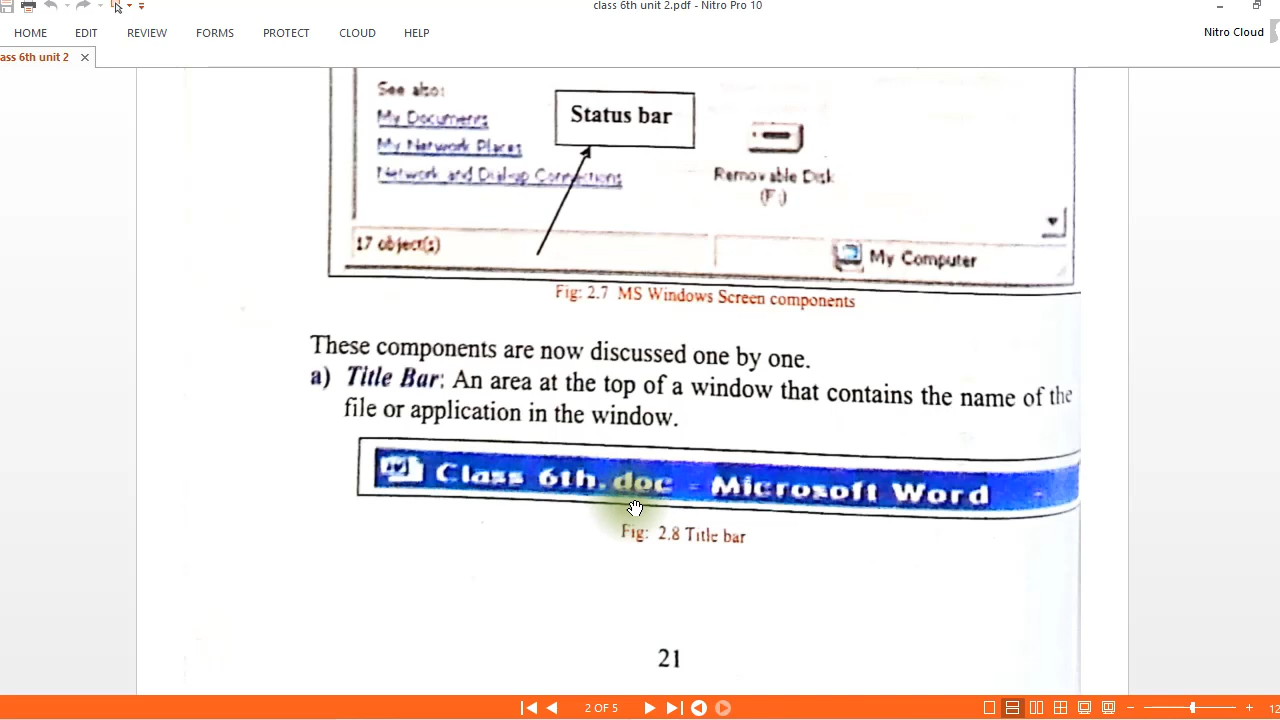 class 6th unit 2.pdf - Nitro Pro 10
HOME EDIT REVIEW FORMS PROTECT CLOUD HELP
Nitro Cloud
ass 6th unit 2
See also:
My Documents
My Network Places
Network and Dial-up Connections
Status bar
Removable Disk
(F:)
17 object(s)
My Computer
Fig: 2.7 MS Windows Screen components
These components are now discussed one by one.
a) Title Bar: An area at the top of a window that contains the name of the
file or application in the window.
Class 6th.doc - Microsoft Word
Fig: 2.8 Title bar
21
2 OF 5
12